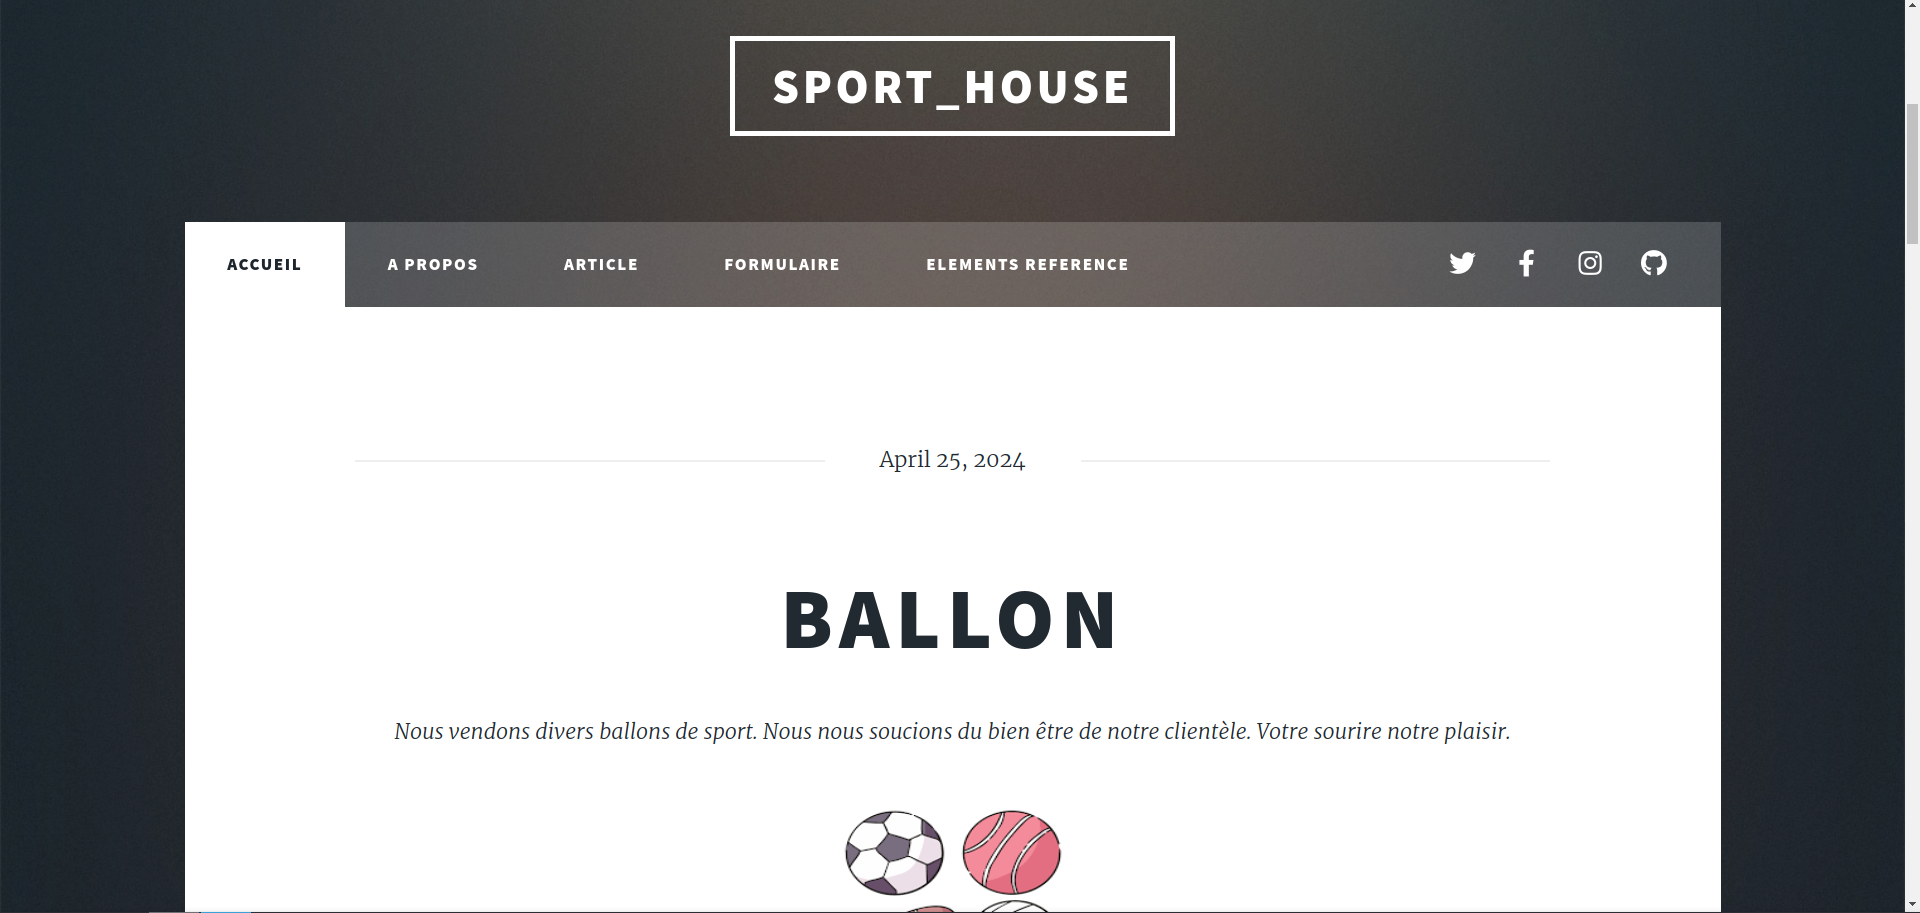 SPORT_HOUSE
ACCUEIL A PROPOS ARTICLE FORMULAIRE ELEMENTS REFERENCE
April 25, 2024
BALLON
Nous vendons divers ballons de sport. Nous nous soucions du bien être de notre clientèle. Votre sourire notre plaisir.